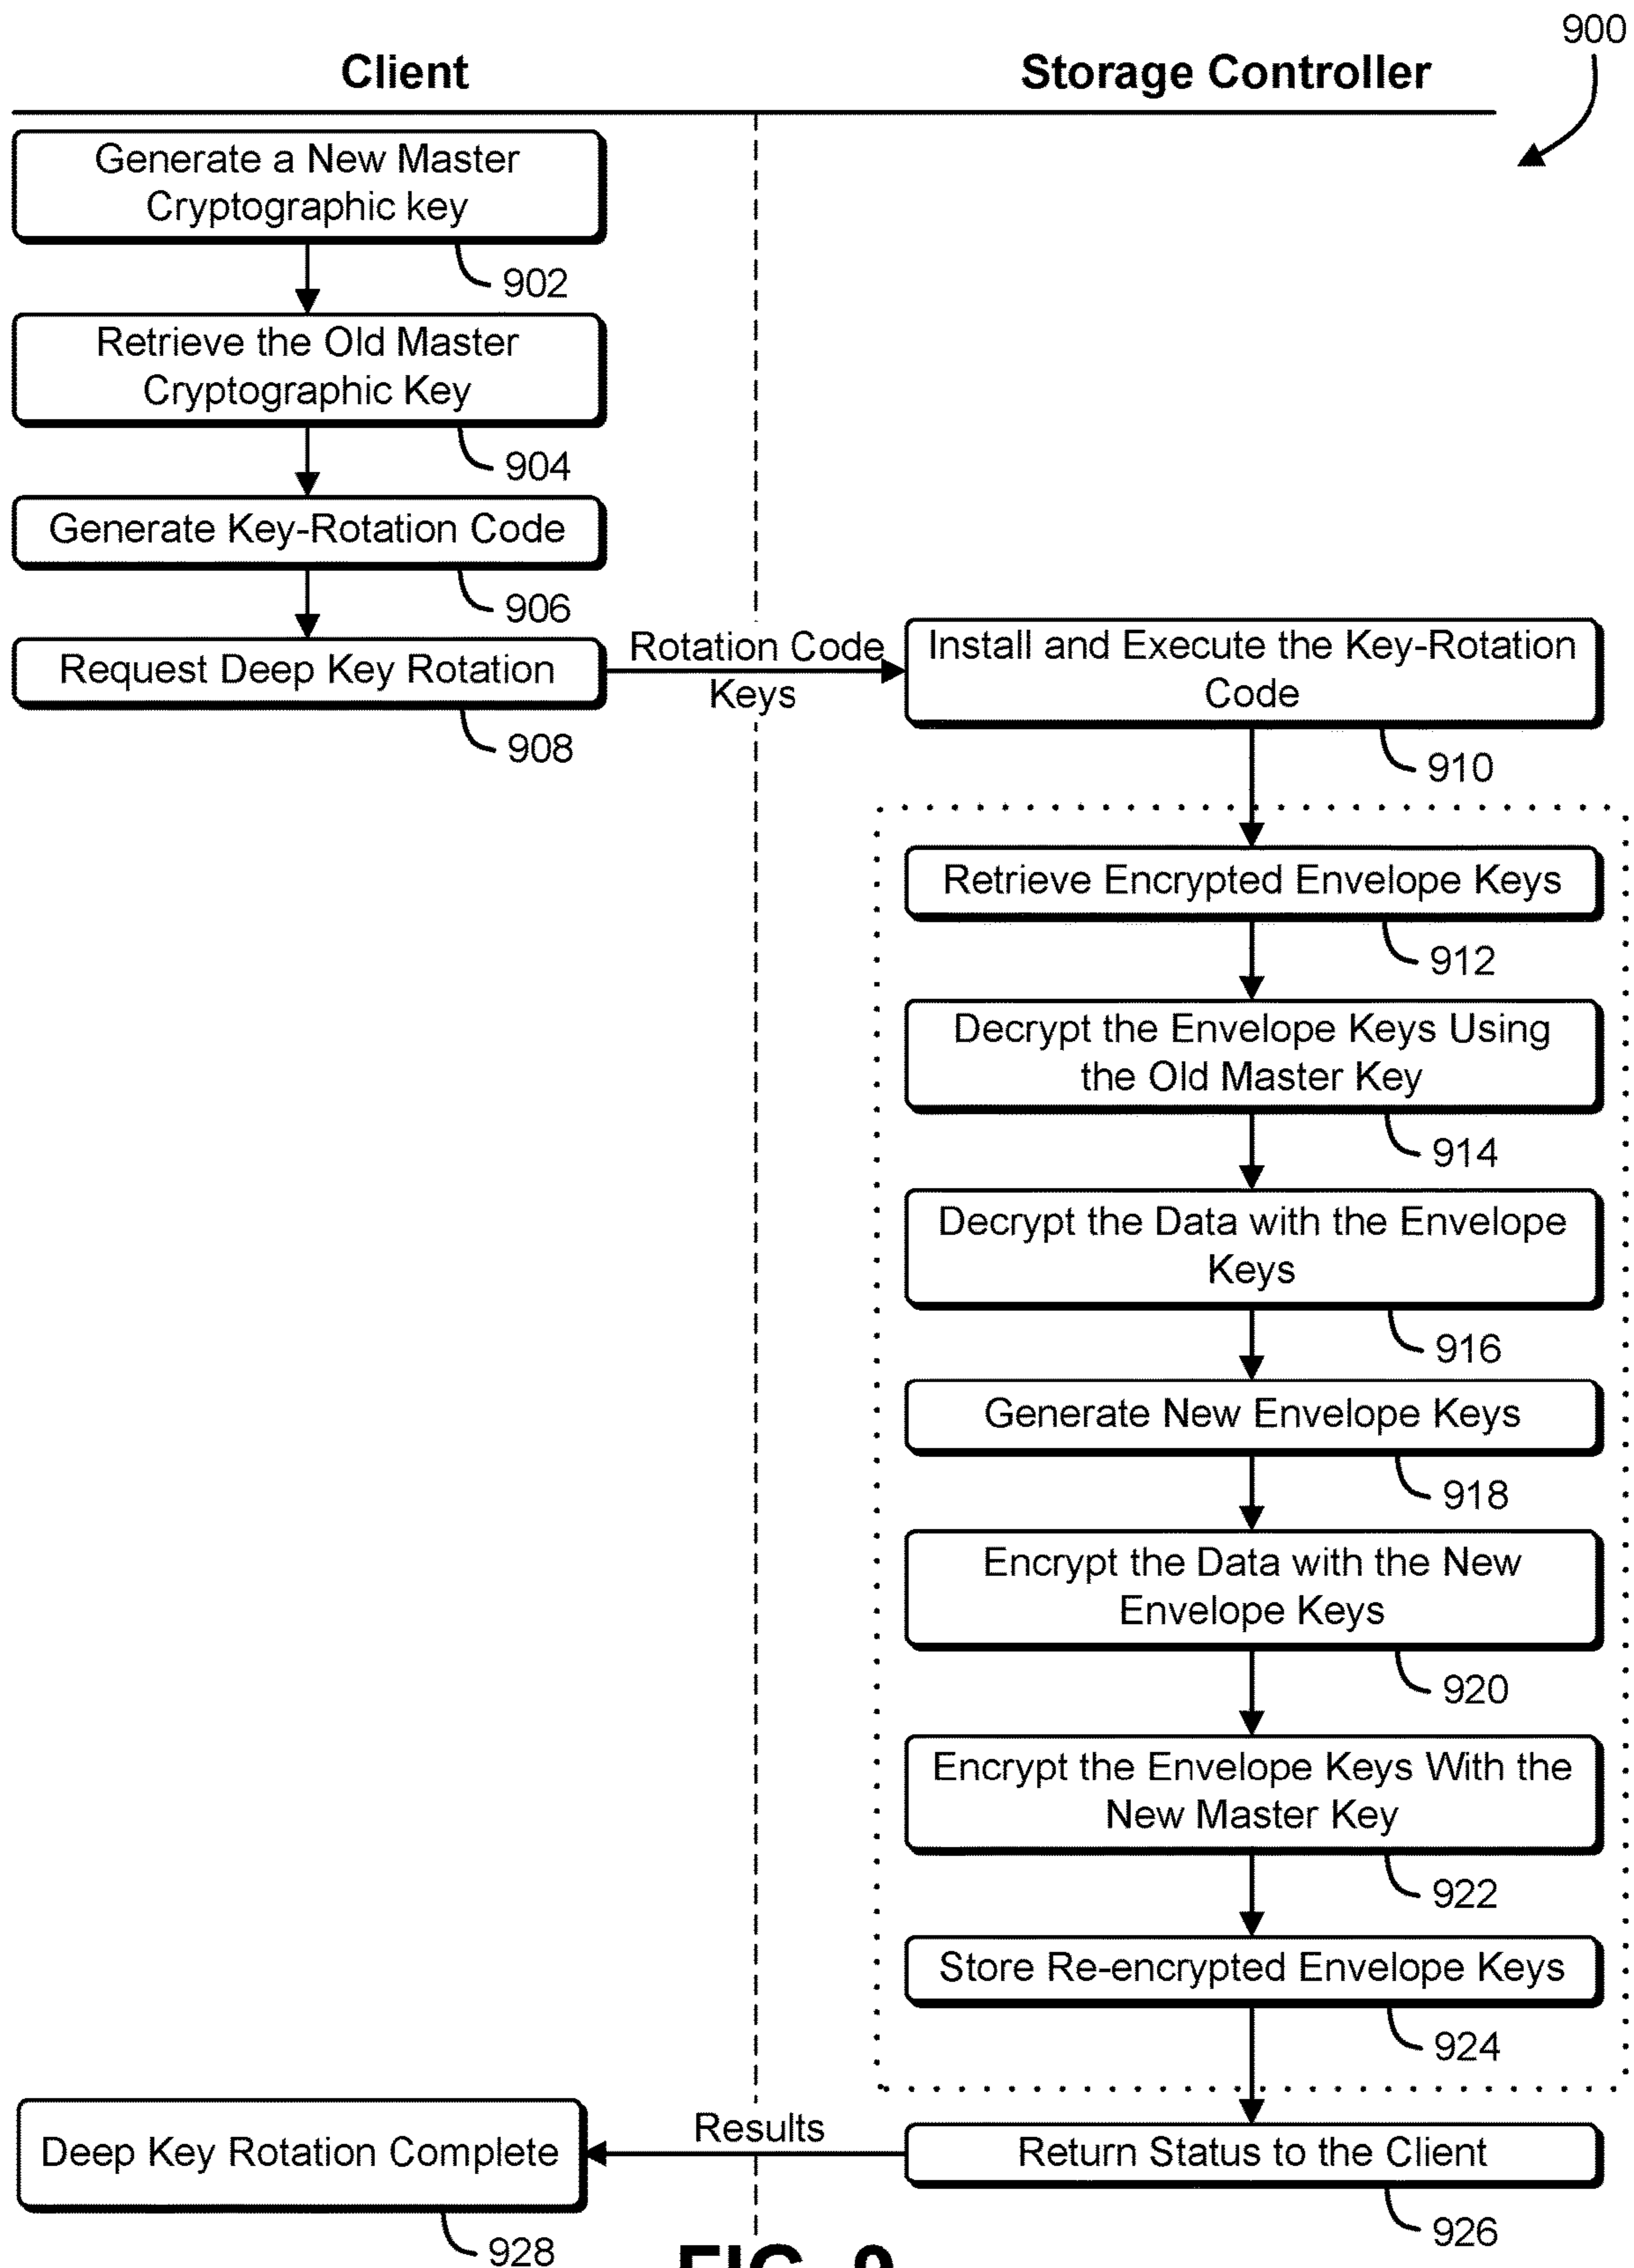 900
Client
Storage Controller
Generate a New Master
Cryptographic key
902
Retrieve the Old Master
Cryptographic Key
904
Generate Key-Rotation Code
906
Request Deep Key Rotation
908
Rotation Code
Keys
Install and Execute the Key-Rotation
Code
910
Retrieve Encrypted Envelope Keys
912
Decrypt the Envelope Keys Using
the Old Master Key
914
Decrypt the Data with the Envelope
Keys
916
Generate New Envelope Keys
918
Encrypt the Data with the New
Envelope Keys
920
Encrypt the Envelope Keys With the
New Master Key
922
Store Re-encrypted Envelope Keys
924
Return Status to the Client
926
Results
Deep Key Rotation Complete
928
FIG. 9